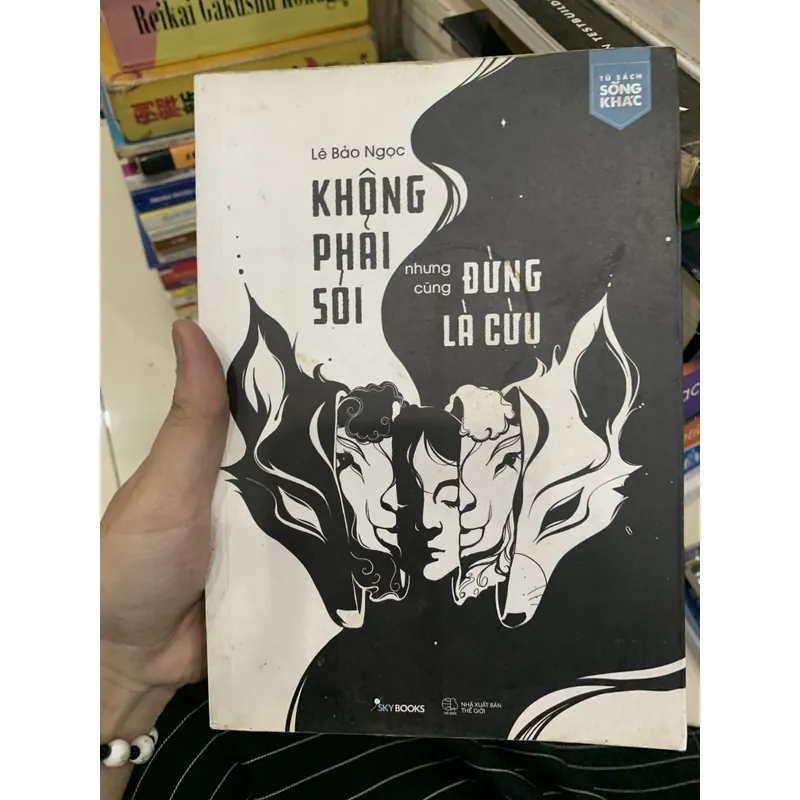 Reikai Gakushu
TESTBUILD
TỦ SÁCH
SỐNG
KHÁC
Lê Bảo Ngọc
KHÔNG
PHẢI
SÓI
nhưng
cũng
ĐỪNG
LÀ CỪU
SKYBOOKS
NHÀ XUẤT BẢN
THẾ GIỚI